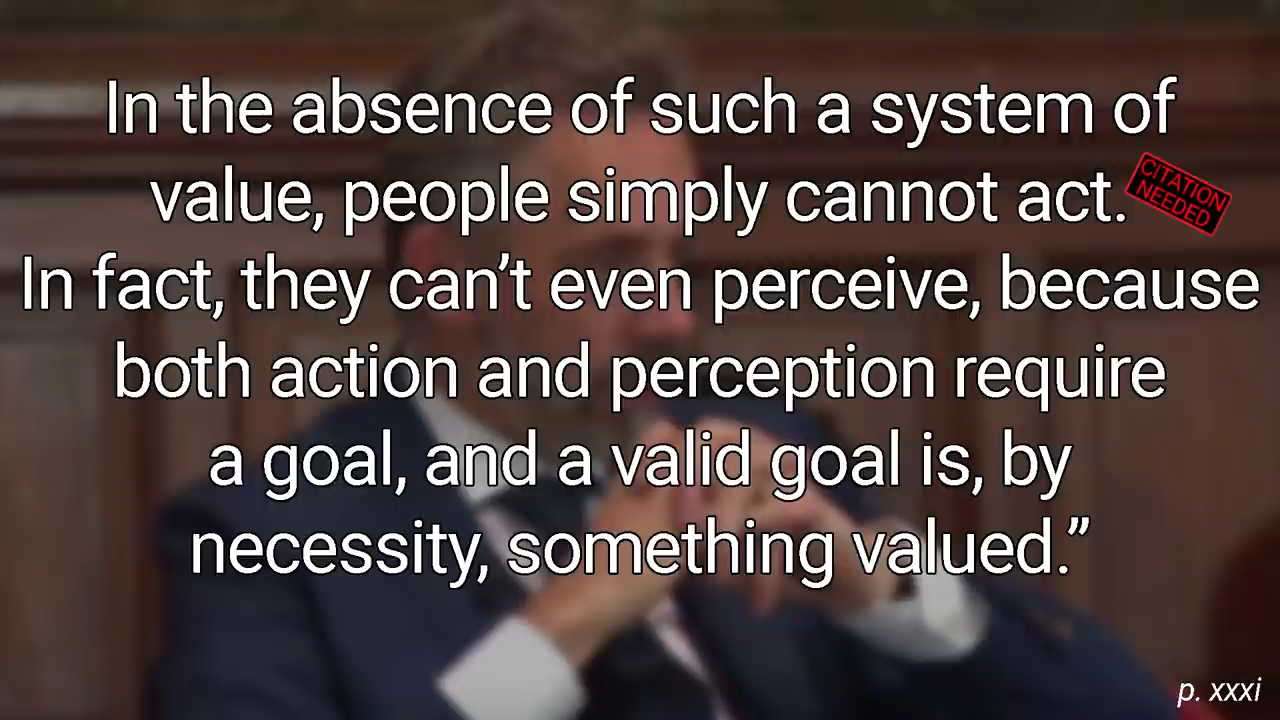 In the absence of such a system of
value, people simply cannot act.
CITATION
NEEDED
In fact, they can’t even perceive, because
both action and perception require
a goal, and a valid goal is, by
necessity, something valued.”
p. xxxi